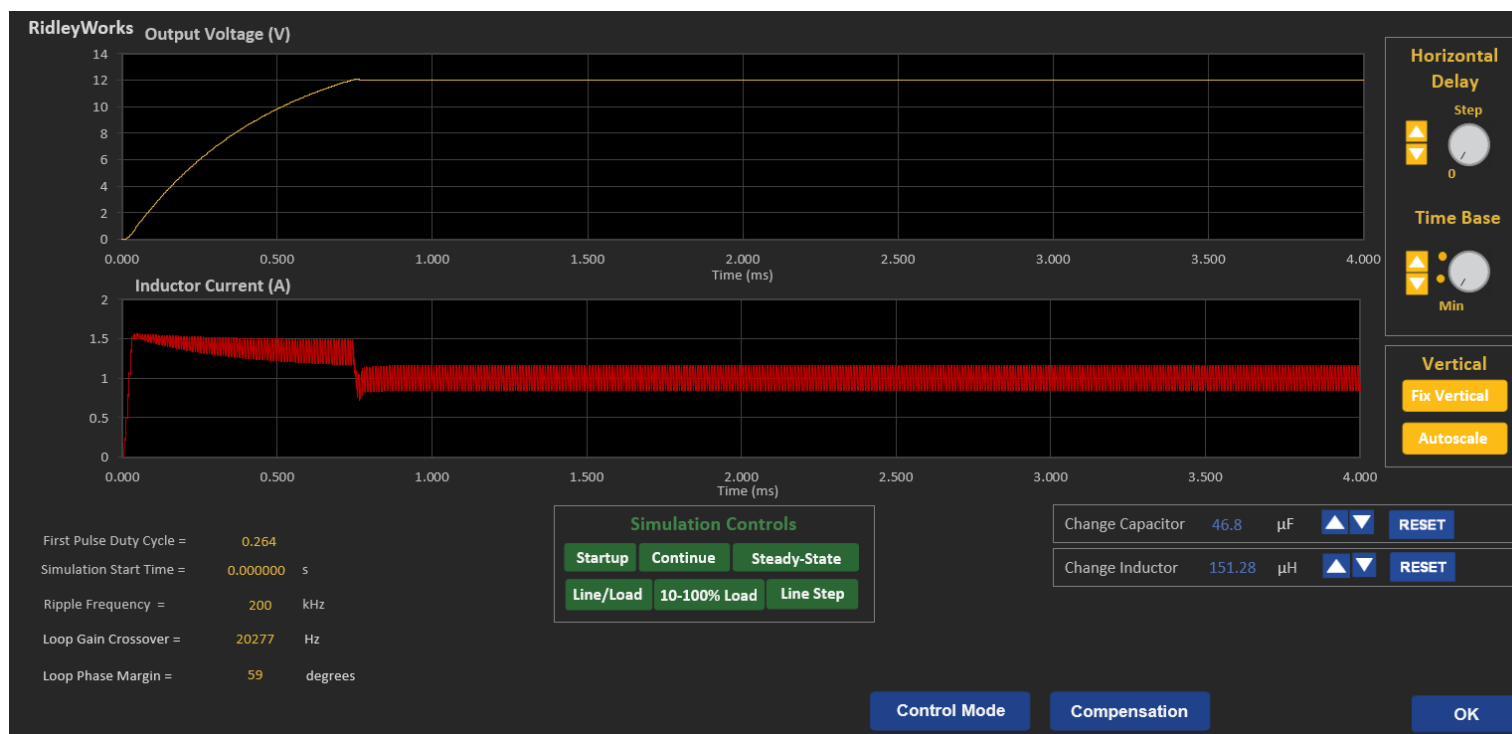 RidleyWorks
Output Voltage (V)
14
12
10
8
6
4
2
0
0.000 0.500 1.000 1.500 2.000 2.500 3.000 3.500 4.000
Time (ms)
Inductor Current (A)
2
1.5
1
0.5
0
0.000 0.500 1.000 1.500 2.000 2.500 3.000 3.500 4.000
Time (ms)
Horizontal
Delay
Step
0
Time Base
Min
Vertical
Fix Vertical
Autoscale
First Pulse Duty Cycle = 0.264
Simulation Start Time = 0.000000 s
Ripple Frequency = 200 kHz
Loop Gain Crossover = 20277 Hz
Loop Phase Margin = 59 degrees
Simulation Controls
Startup Continue Steady-State
Line/Load 10-100% Load Line Step
Change Capacitor 46.8 μF RESET
Change Inductor 151.28 μH RESET
Control Mode Compensation OK